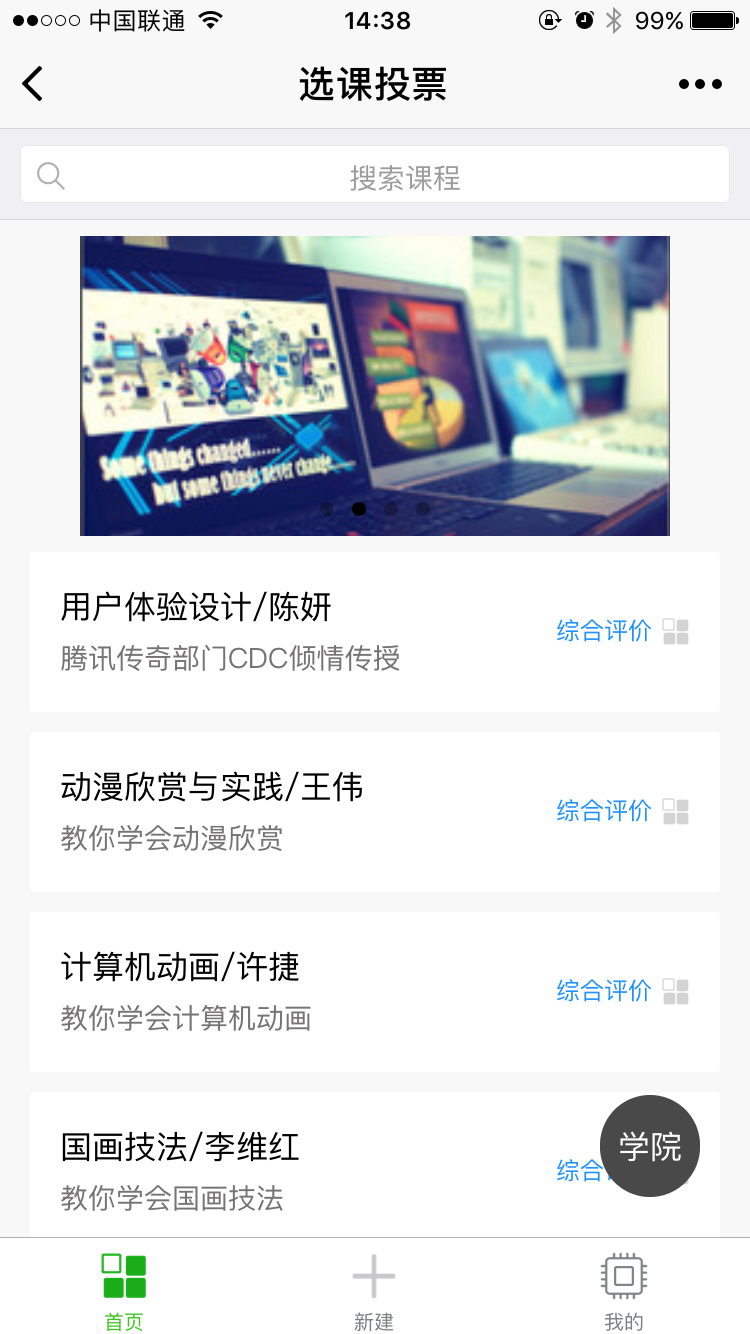 中国联通
14:38
99%
选课投票
搜索课程
Some things changed......
but some things never change......
用户体验设计/陈妍
综合评价
腾讯传奇部门CDC倾情传授
动漫欣赏与实践/王伟
综合评价
教你学会动漫欣赏
计算机动画/许捷
综合评价
教你学会计算机动画
国画技法/李维红
学院
综合
教你学会国画技法
首页
新建
我的